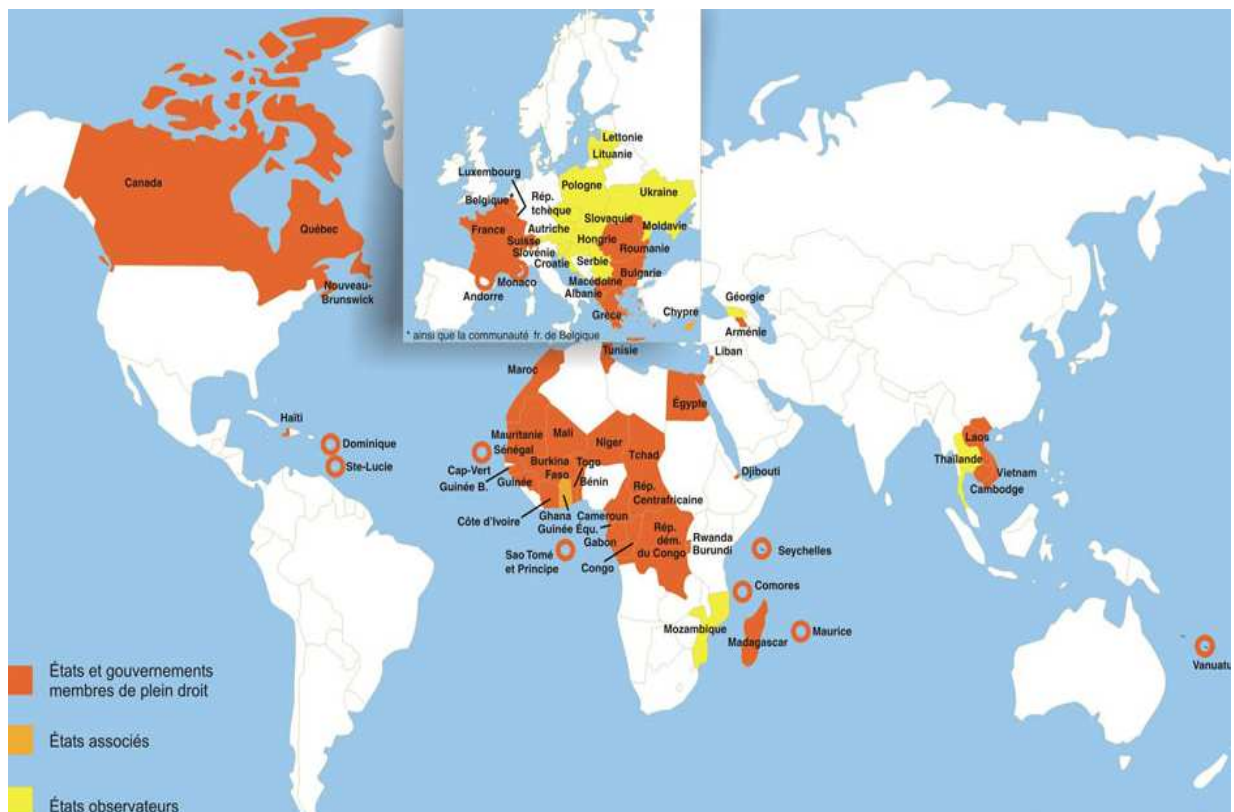 Canada
Québec
Nouveau-
Brunswick
Lettonie
Lituanie
Luxembourg
Pologne
Ukraine
Belgique*
Rép.
tchèque
Slovaquie
Moldavie
France
Autriche
Hongrie
Suisse
Roumanie
Slovénie
Croatie
Serbie
Bulgarie
Monaco
Macédoine
Andorre
Albanie
Grèce
Chypre
* ainsi que la communauté fr. de Belgique
Géorgie
Arménie
Liban
Tunisie
Maroc
Égypte
Haïti
Dominique
Ste-Lucie
Mauritanie
Mali
Niger
Tchad
Sénégal
Cap-Vert
Burkina
Faso
Togo
Bénin
Guinée B.
Guinée
Djibouti
Rép.
Centrafricaine
Côte d'Ivoire
Ghana
Cameroun
Guinée Équ.
Gabon
Rép.
dém.
du Congo
Rwanda
Burundi
Sao Tomé
et Principe
Congo
Seychelles
Comores
Mozambique
Madagascar
Maurice
Laos
Thaïlande
Vietnam
Cambodge
Vanuatu
États et gouvernements
membres de plein droit
États associés
États observateurs